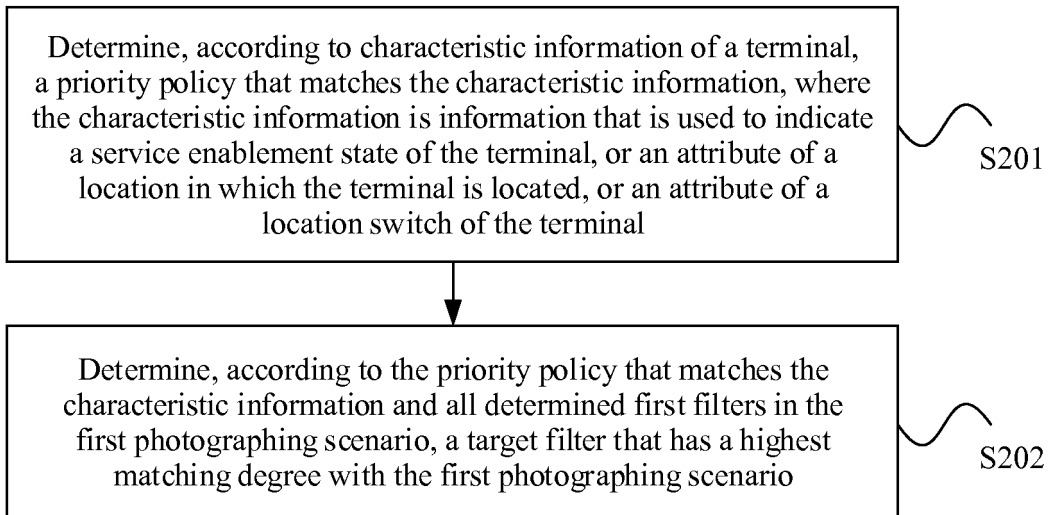 Determine, according to characteristic information of a terminal,
a priority policy that matches the characteristic information, where
the characteristic information is information that is used to indicate
a service enablement state of the terminal, or an attribute of a
location in which the terminal is located, or an attribute of a
location switch of the terminal
S201
Determine, according to the priority policy that matches the
characteristic information and all determined first filters in the
first photographing scenario, a target filter that has a highest
matching degree with the first photographing scenario
S202